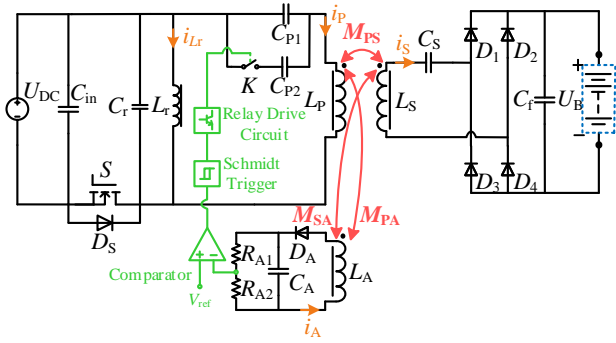 U_DC
C_in
C_r
L_r
i_Lr
S
D_S
K
C_P1
C_P2
i_P
L_P
M_PS
L_S
i_S
C_S
D_1
D_2
D_3
D_4
C_f
U_B
+
−
Relay Drive
Circuit
Schmidt
Trigger
Comparator
+
−
V_ref
R_A1
R_A2
D_A
C_A
L_A
i_A
M_SA
M_PA